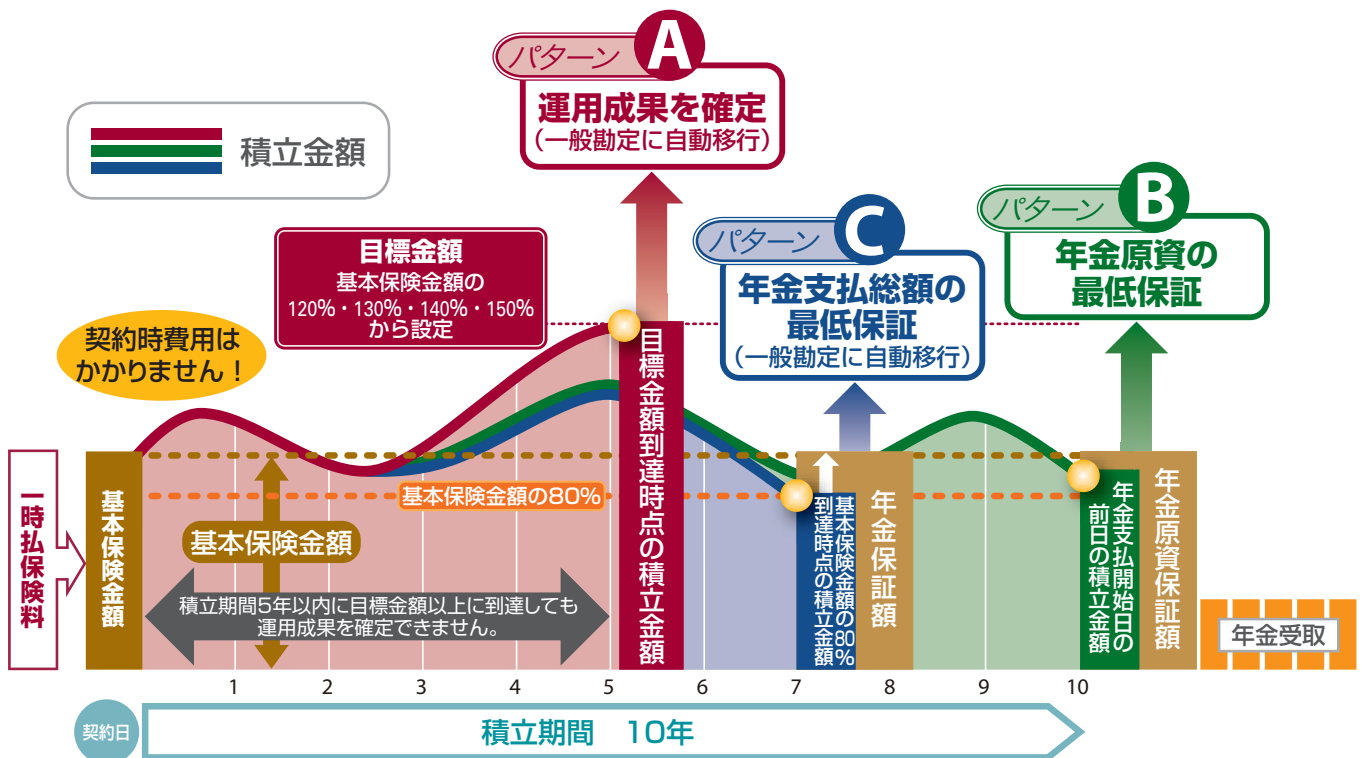 パターン A
運用成果を確定
（一般勘定に自動移行）
積立金額
パターン B
年金原資の
最低保証
パターン C
年金支払総額の
最低保証
（一般勘定に自動移行）
目標金額
基本保険金額の
120%・130%・140%・150%
から設定
契約時費用は
かかりません！
一時払保険料
基本保険金額
基本保険金額の80%
基本保険金額
積立期間5年以内に目標金額以上に到達しても
運用成果を確定できません。
目標金額到達時点の積立金額
基本保険金額の80%
到達時点の積立金額
年金保証額
年金支払開始日の
前日の積立金額
年金原資保証額
年金受取
1 2 3 4 5 6 7 8 9 10
契約日
積立期間 10年